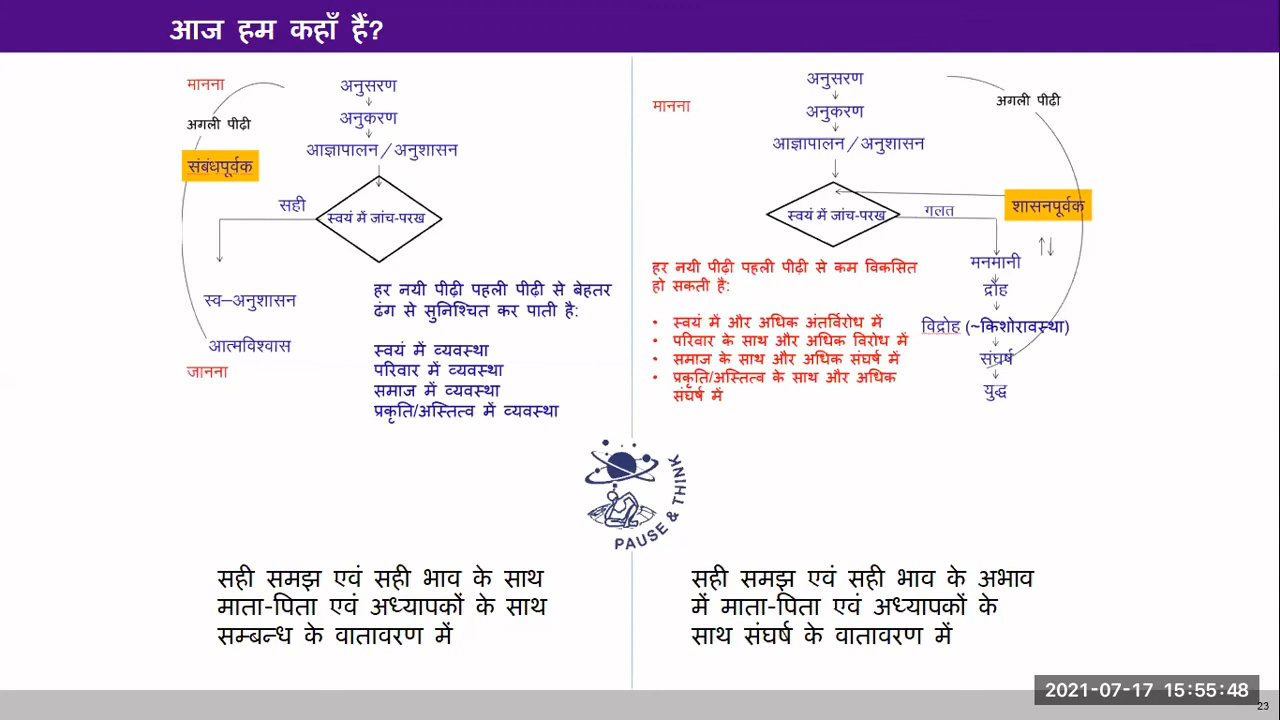 आज हम कहाँ हैं?
मानना
अगली पीढ़ी
संबंधपूर्वक
अनुसरण
अनुकरण
आज्ञापालन/अनुशासन
स्वयं में जांच-परख
सही
स्व–अनुशासन
आत्मविश्वास
जानना
हर नयी पीढ़ी पहली पीढ़ी से बेहतर
ढंग से सुनिश्चित कर पाती है:
स्वयं में व्यवस्था
परिवार में व्यवस्था
समाज में व्यवस्था
प्रकृति/अस्तित्व में व्यवस्था
सही समझ एवं सही भाव के साथ
माता-पिता एवं अध्यापकों के साथ
सम्बन्ध के वातावरण में
मानना
अनुसरण
अनुकरण
आज्ञापालन/अनुशासन
स्वयं में जांच-परख
गलत
अगली पीढ़ी
शासनपूर्वक
मनमानी
द्रोह
विद्रोह (~किशोरावस्था)
संघर्ष
युद्ध
हर नयी पीढ़ी पहली पीढ़ी से कम विकसित
हो सकती है:
• स्वयं में और अधिक अंतर्विरोध में
• परिवार के साथ और अधिक विरोध में
• समाज के साथ और अधिक संघर्ष में
• प्रकृति/अस्तित्व के साथ और अधिक
संघर्ष में
सही समझ एवं सही भाव के अभाव
में माता-पिता एवं अध्यापकों के
साथ संघर्ष के वातावरण में
PAUSE & THINK
2021-07-17 15:55:48
23